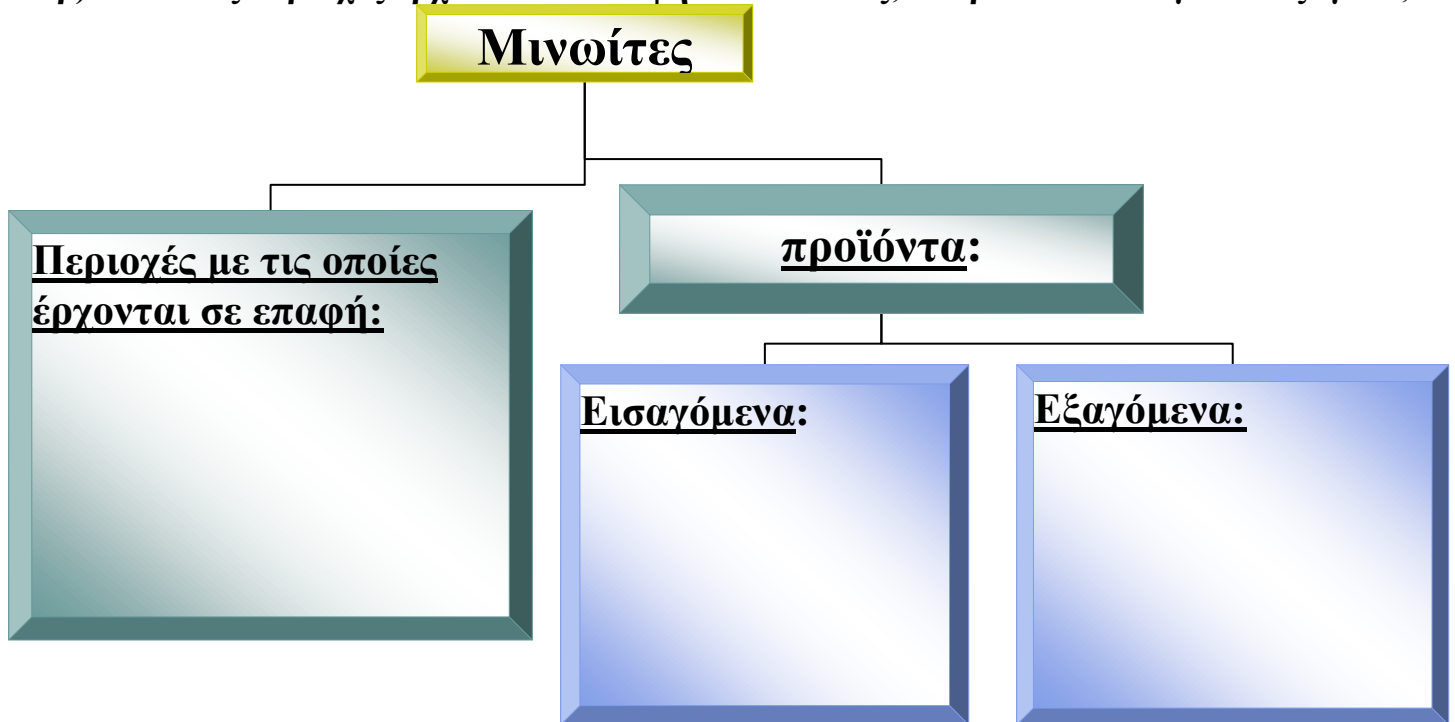 Μινωίτες
Περιοχές με τις οποίες
έρχονται σε επαφή:
προϊόντα:
Εισαγόμενα:
Εξαγόμενα: